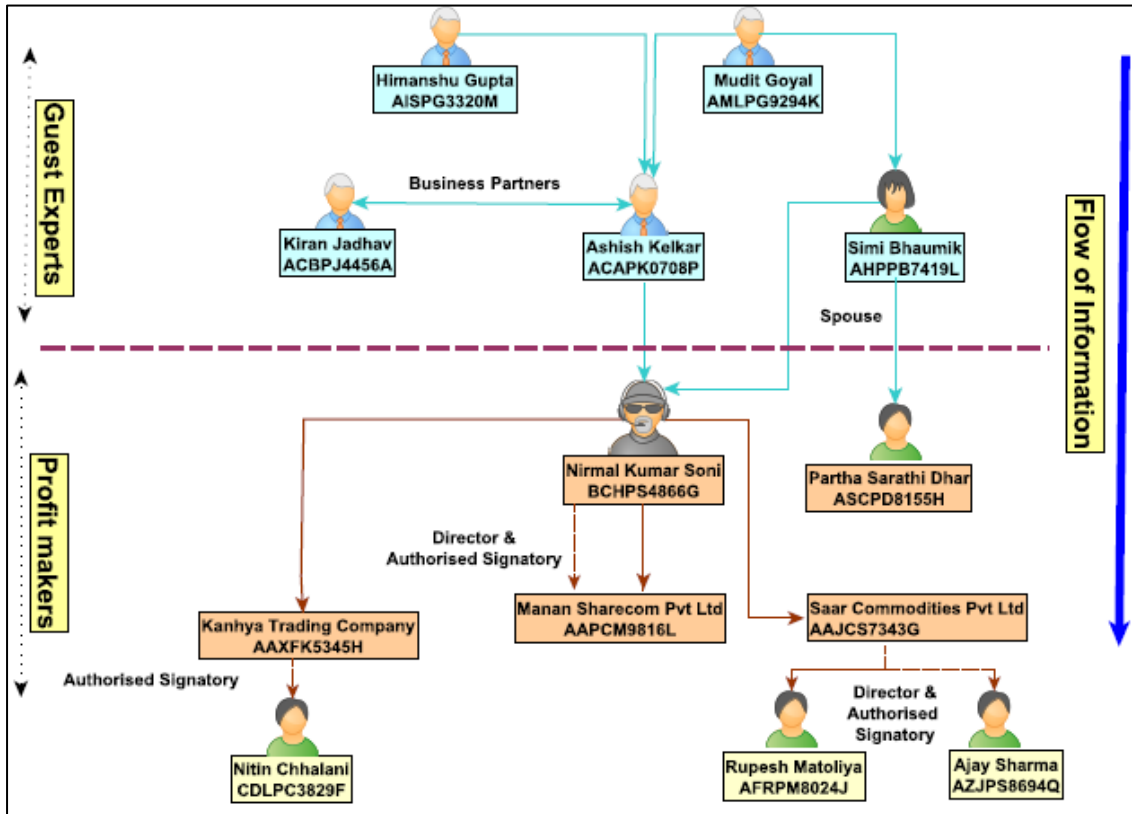 Himanshu Gupta
AISPG3320M
Mudit Goyal
AMLPG9294K
Guest Experts
Business Partners
Kiran Jadhav
ACBPJ4456A
Ashish Kelkar
ACAPK0708P
Simi Bhaumik
AHPPB7419L
Flow of Information
Spouse
Profit makers
Nirmal Kumar Soni
BCHPS4866G
Partha Sarathi Dhar
ASCPD8155H
Director &
Authorised Signatory
Kanhya Trading Company
AAXFK5345H
Manan Sharecom Pvt Ltd
AAPCM9816L
Saar Commodities Pvt Ltd
AAJCS7343G
Authorised Signatory
Director &
Authorised
Signatory
Nitin Chhalani
CDLPC3829F
Rupesh Matoliya
AFRPM8024J
Ajay Sharma
AZJPS8694Q